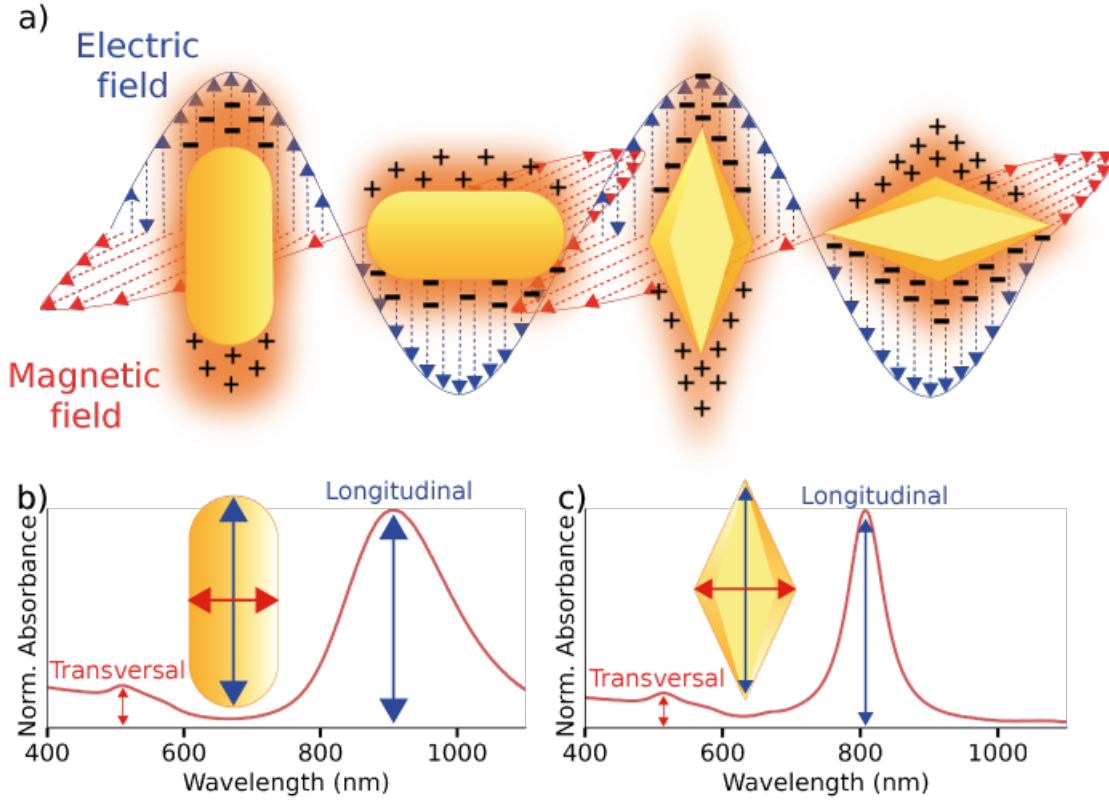 a)
Electric
field
Magnetic
field
b)
Longitudinal
Transversal
Norm. Absorbance
400 600 800 1000
Wavelength (nm)
c)
Longitudinal
Transversal
Norm. Absorbance
400 600 800 1000
Wavelength (nm)